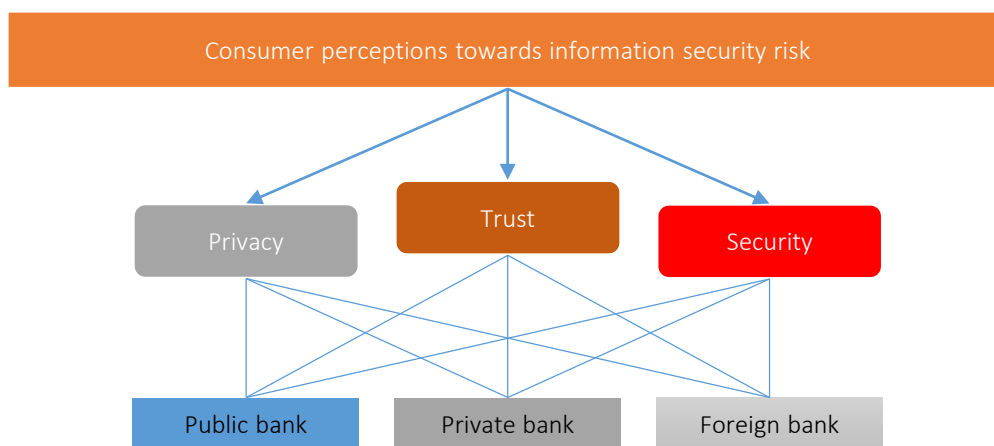 Consumer perceptions towards information security risk
Privacy
Trust
Security
Public bank
Private bank
Foreign bank